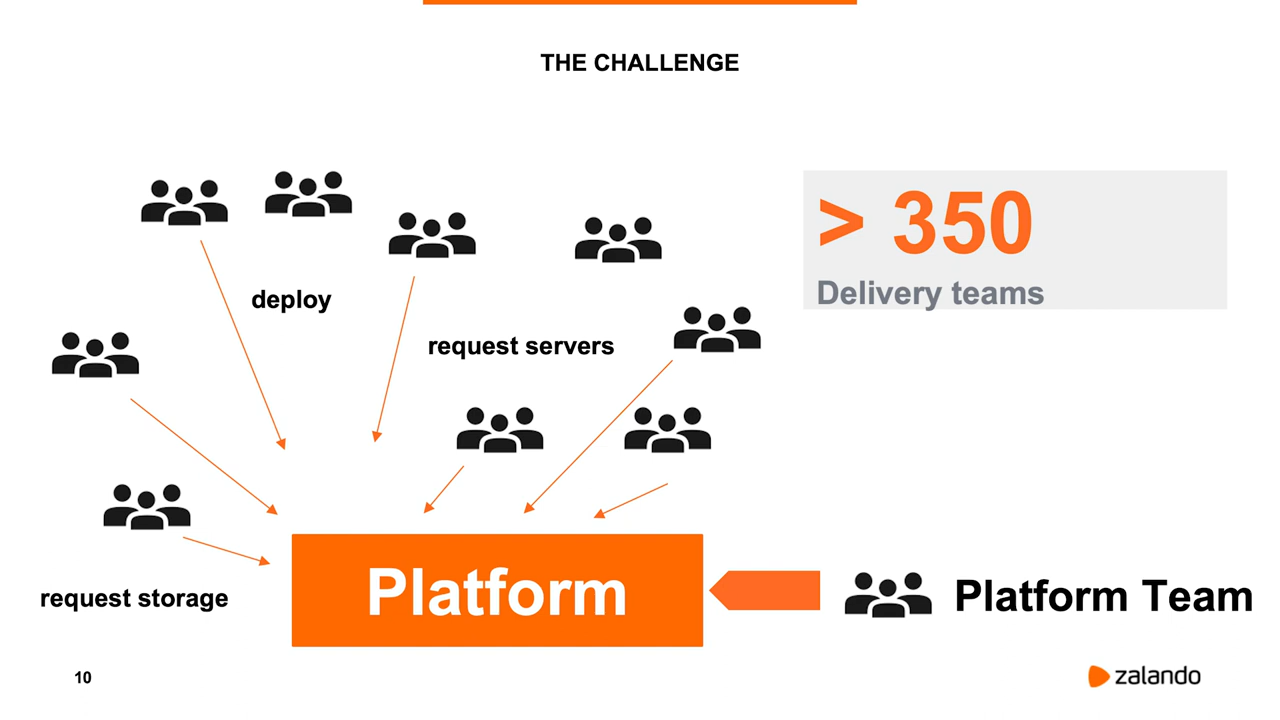 THE CHALLENGE
> 350
Delivery teams
deploy
request servers
request storage
Platform
Platform Team
10
zalando